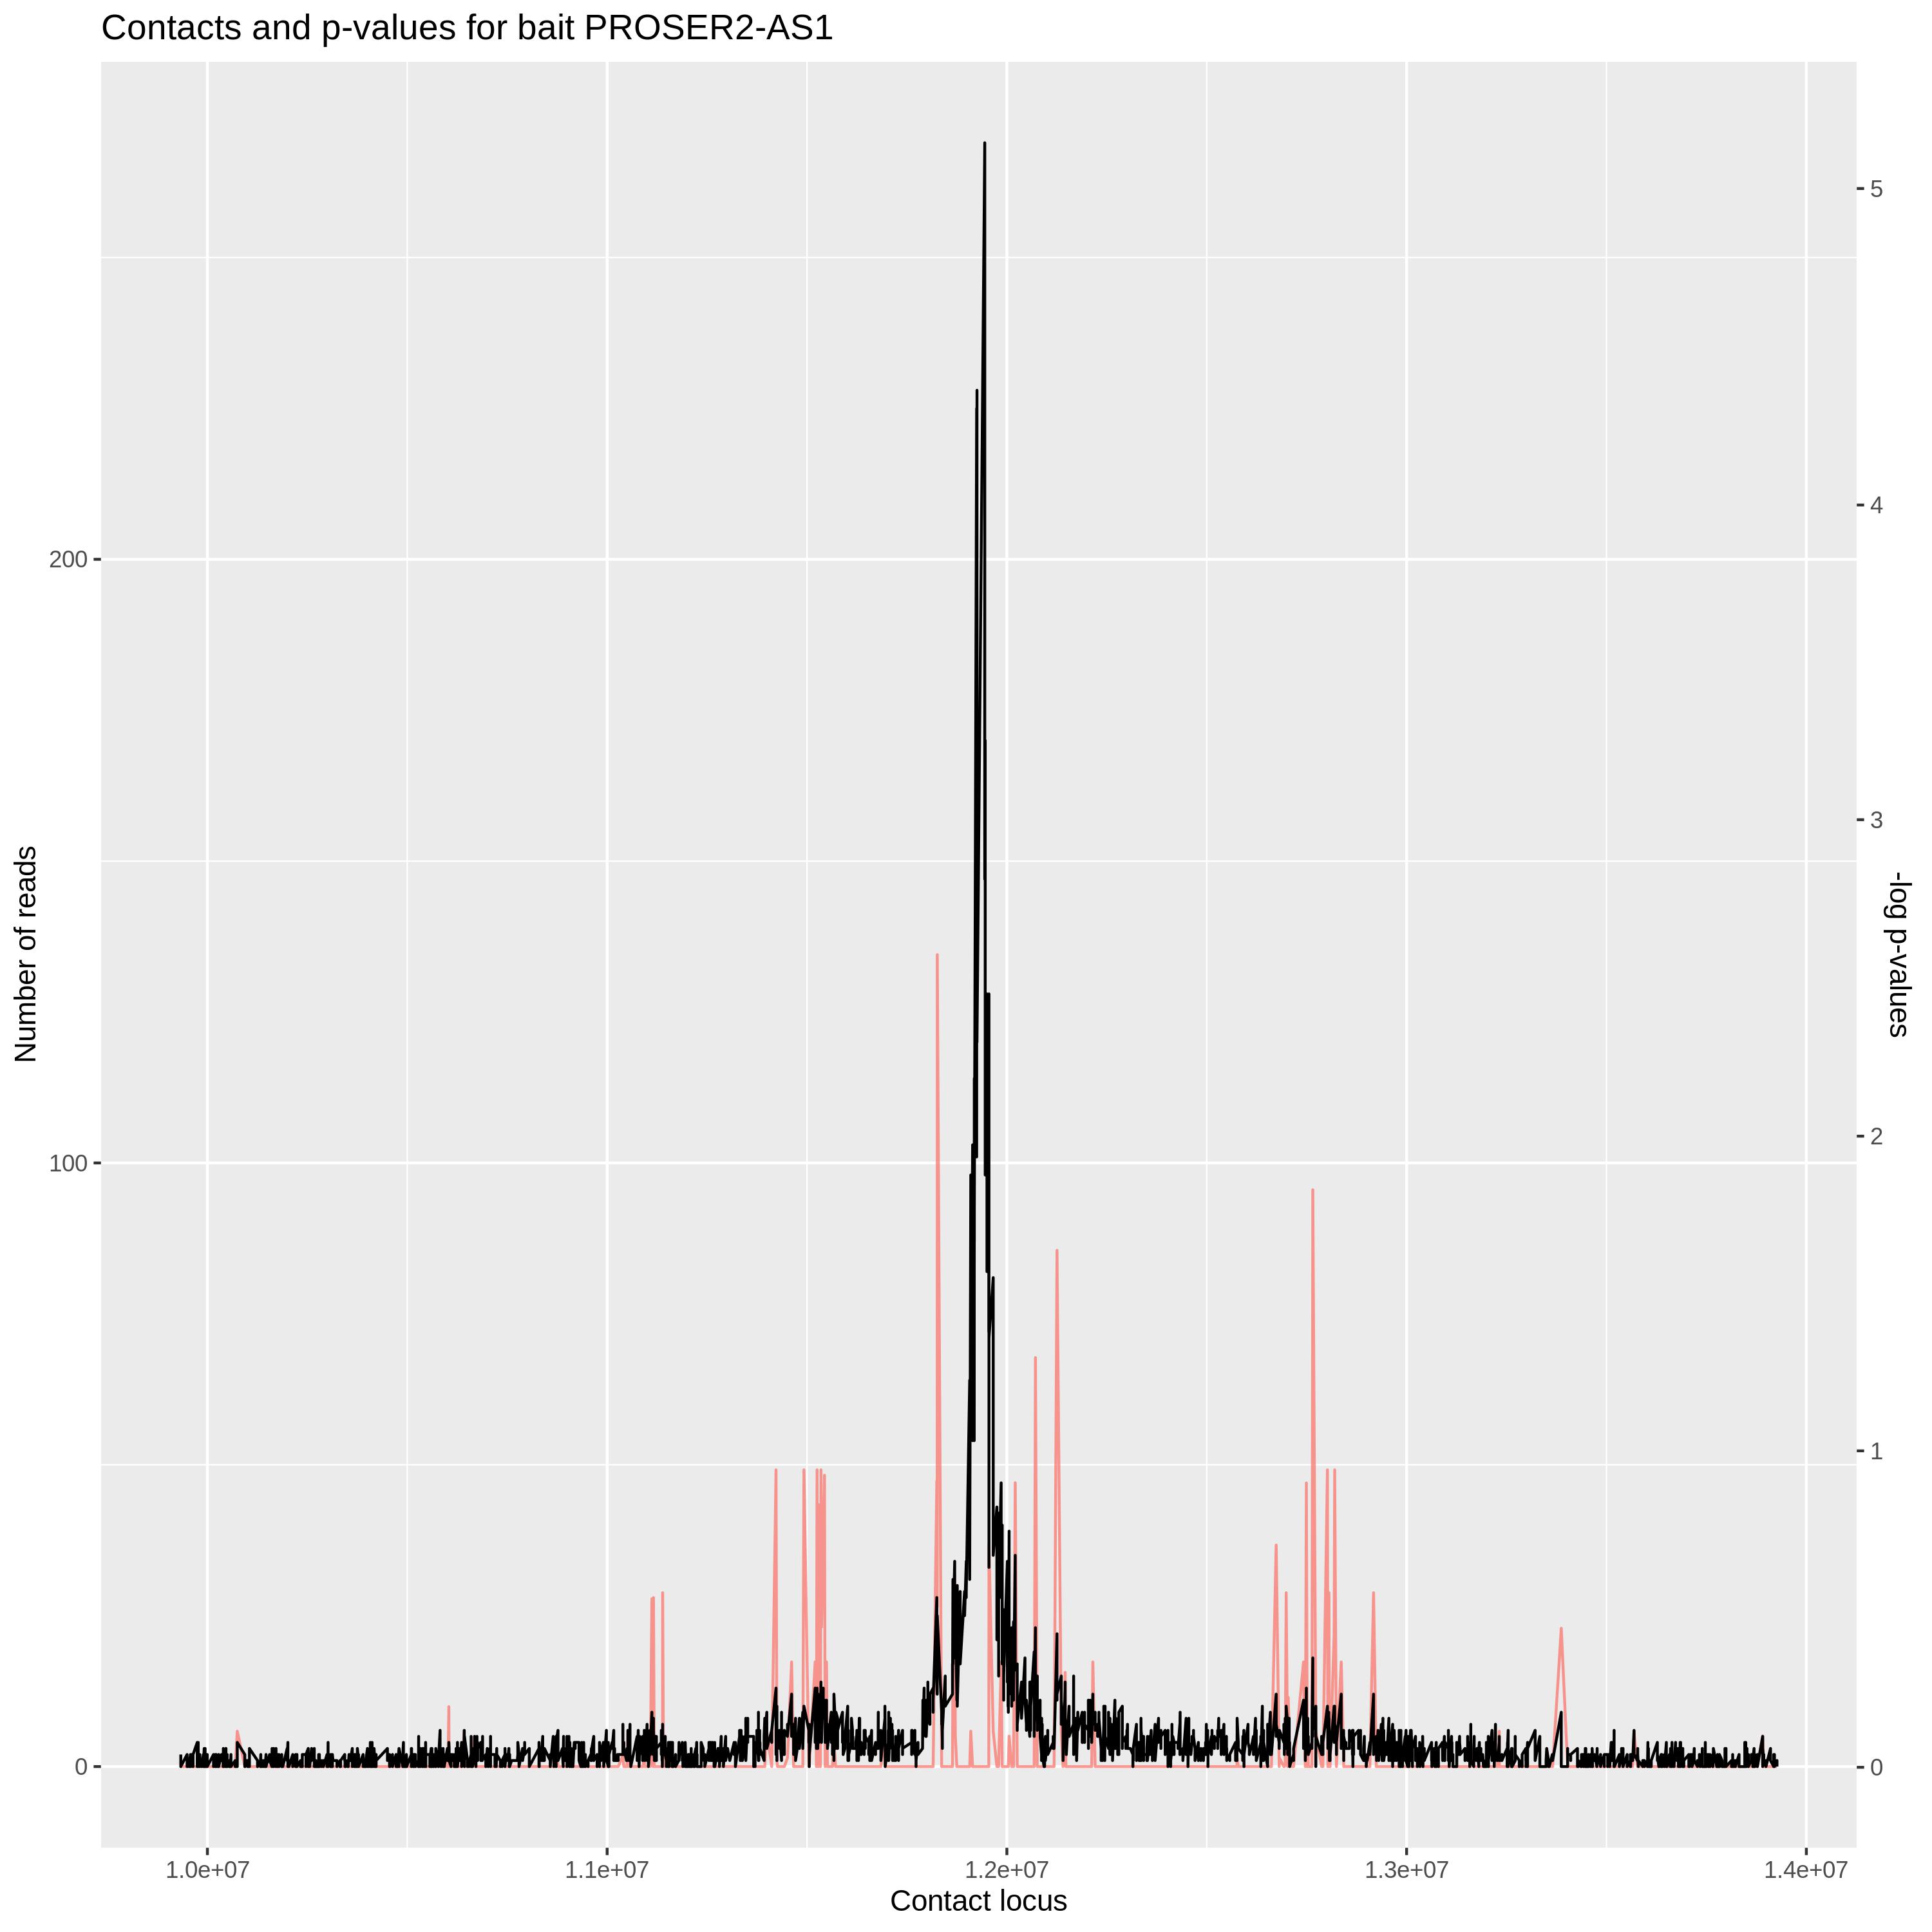 Contacts and p-values for bait PROSER2-AS1
Number of reads
200
100
0
5
4
3
2
1
0
-log p-values
1.0e+07
1.1e+07
1.2e+07
1.3e+07
1.4e+07
Contact locus